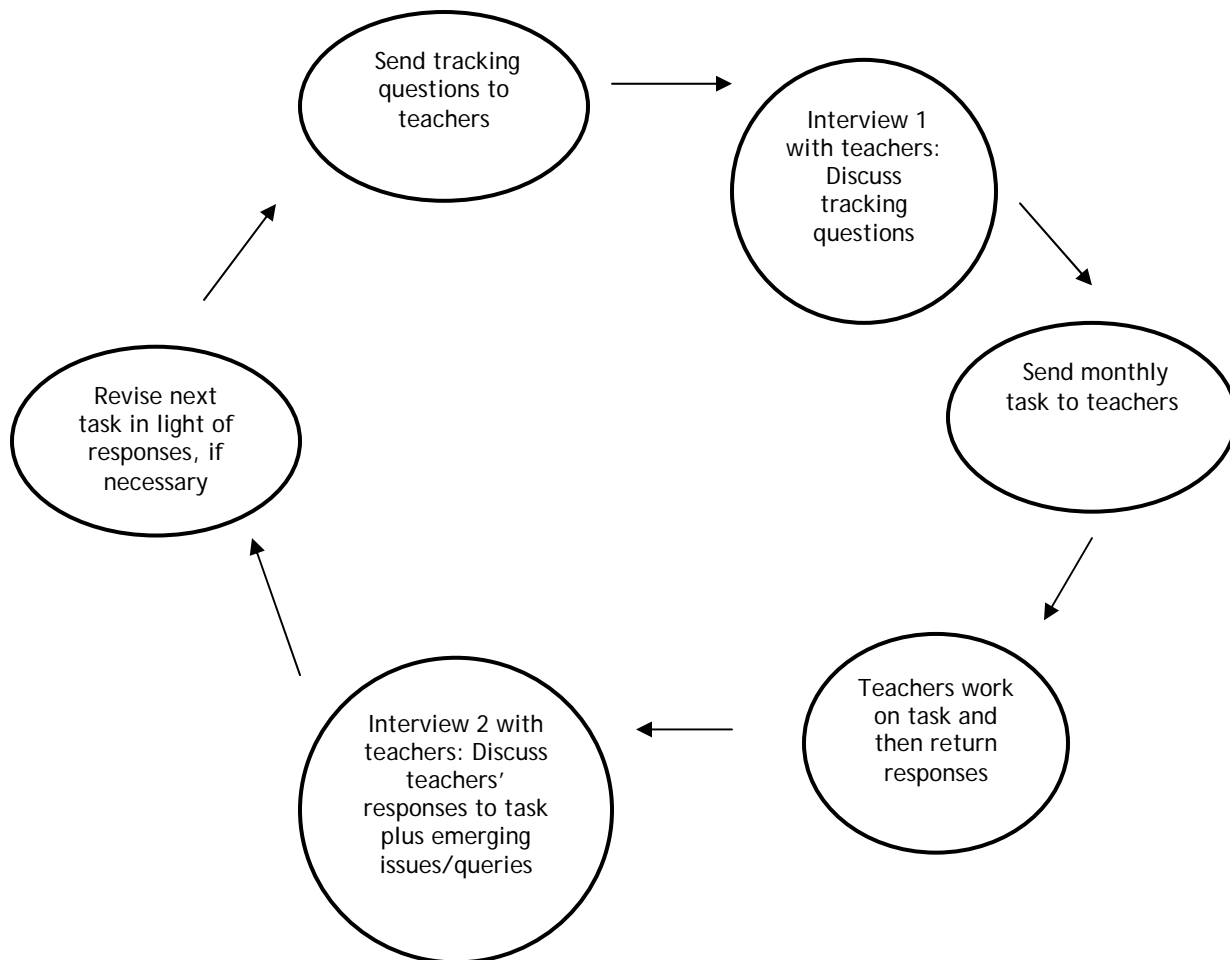 Send tracking
questions to
teachers
Interview 1
with teachers:
Discuss
tracking
questions
Send monthly
task to teachers
Teachers work
on task and
then return
responses
Interview 2 with
teachers: Discuss
teachers’
responses to task
plus emerging
issues/queries
Revise next
task in light of
responses, if
necessary